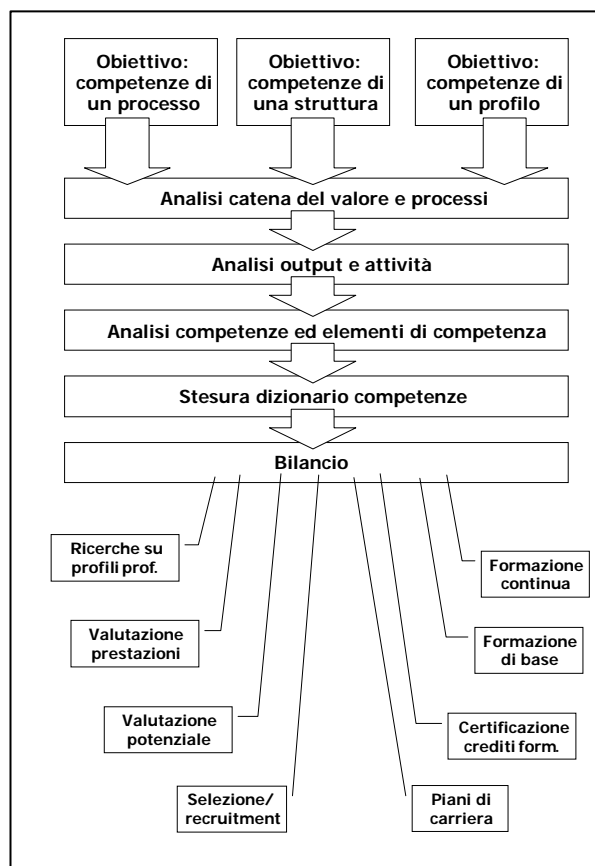 Obiettivo:
competenze di
un processo
Obiettivo:
competenze di
una struttura
Obiettivo:
competenze di
un profilo
Analisi catena del valore e processi
Analisi output e attività
Analisi competenze ed elementi di competenza
Stesura dizionario competenze
Bilancio
Ricerche su
profili prof.
Formazione
continua
Valutazione
prestazioni
Formazione
di base
Valutazione
potenziale
Certificazione
crediti form.
Selezione/
recruitment
Piani di
carriera